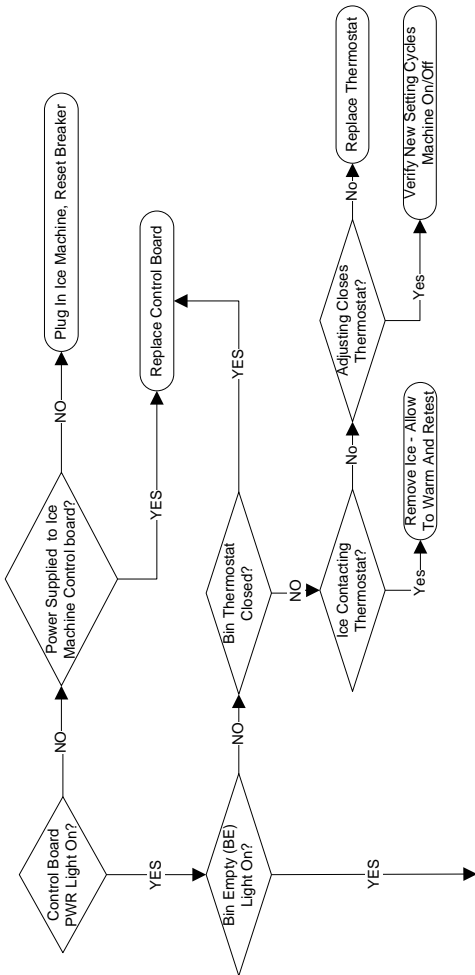 Control Board
PWR Light On?
NO
Power Supplied to Ice
Machine Control board?
NO
Plug In Ice Machine, Reset Breaker
YES
Replace Control Board
YES
Bin Empty (BE)
Light On?
NO
Bin Thermostat
Closed?
YES
NO
Ice Contacting
Thermostat?
No
Adjusting Closes
Thermostat?
No
Replace Thermostat
Yes
Remove Ice - Allow
To Warm And Retest
Yes
Verify New Setting Cycles
Machine On/Off
YES